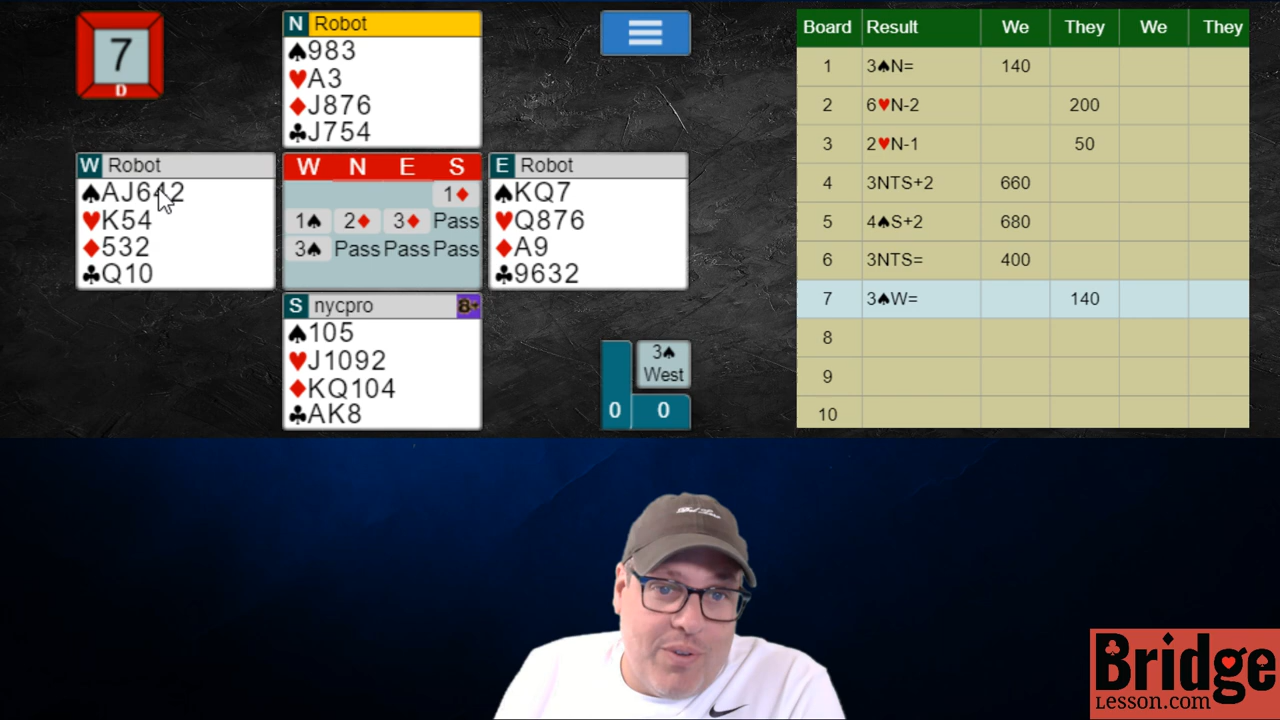 7
D
N Robot
♠983
♥A3
♦J876
♣J754
W Robot
♠AJ642
♥K54
♦532
♣Q10
W N E S
1♦
1♠ 2♦ 3♦ Pass
3♠ Pass Pass Pass
E Robot
♠KQ7
♥Q876
♦A9
♣9632
S nycpro 8
♠105
♥J1092
♦KQ104
♣AK8
3♠
West
0 0
Board Result We They We They
1 3♠N= 140
2 6♥N-2 200
3 2♥N-1 50
4 3NTS+2 660
5 4♠S+2 680
6 3NTS= 400
7 3♠W= 140
8
9
10
Bridge
LESSON.COM